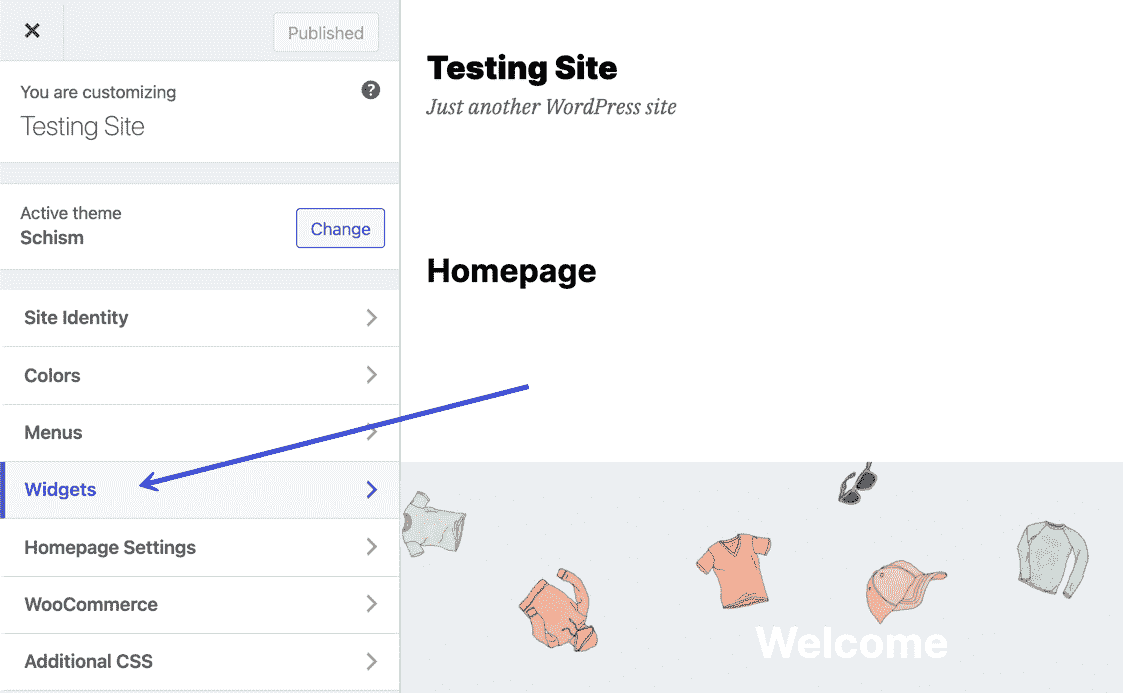 Published
You are customizing
Testing Site
Active theme
Schism
Change
Site Identity
Colors
Menus
Widgets
Homepage Settings
WooCommerce
Additional CSS
Testing Site
Just another WordPress site
Homepage
Welcome